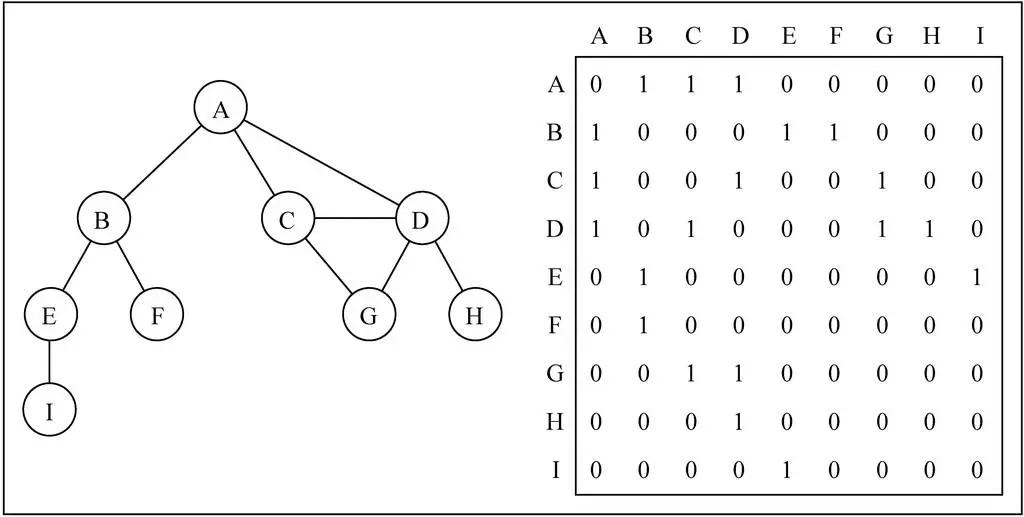 A
B C D
E F G H
I
A B C D E F G H I
A 0 1 1 1 0 0 0 0 0
B 1 0 0 0 1 1 0 0 0
C 1 0 0 1 0 0 1 0 0
D 1 0 1 0 0 0 1 1 0
E 0 1 0 0 0 0 0 0 1
F 0 1 0 0 0 0 0 0 0
G 0 0 1 1 0 0 0 0 0
H 0 0 0 1 0 0 0 0 0
I 0 0 0 0 1 0 0 0 0